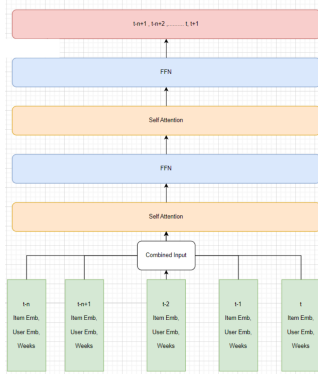 t-n+1 , t-n+2 ,......... t, t+1
FFN
Self Attention
FFN
Self Attention
Combined Input
t-n
Item Emb,
User Emb,
Weeks
t-n+1
Item Emb,
User Emb,
Weeks
t-2
Item Emb,
User Emb,
Weeks
t-1
Item Emb,
User Emb,
Weeks
t
Item Emb,
User Emb,
Weeks